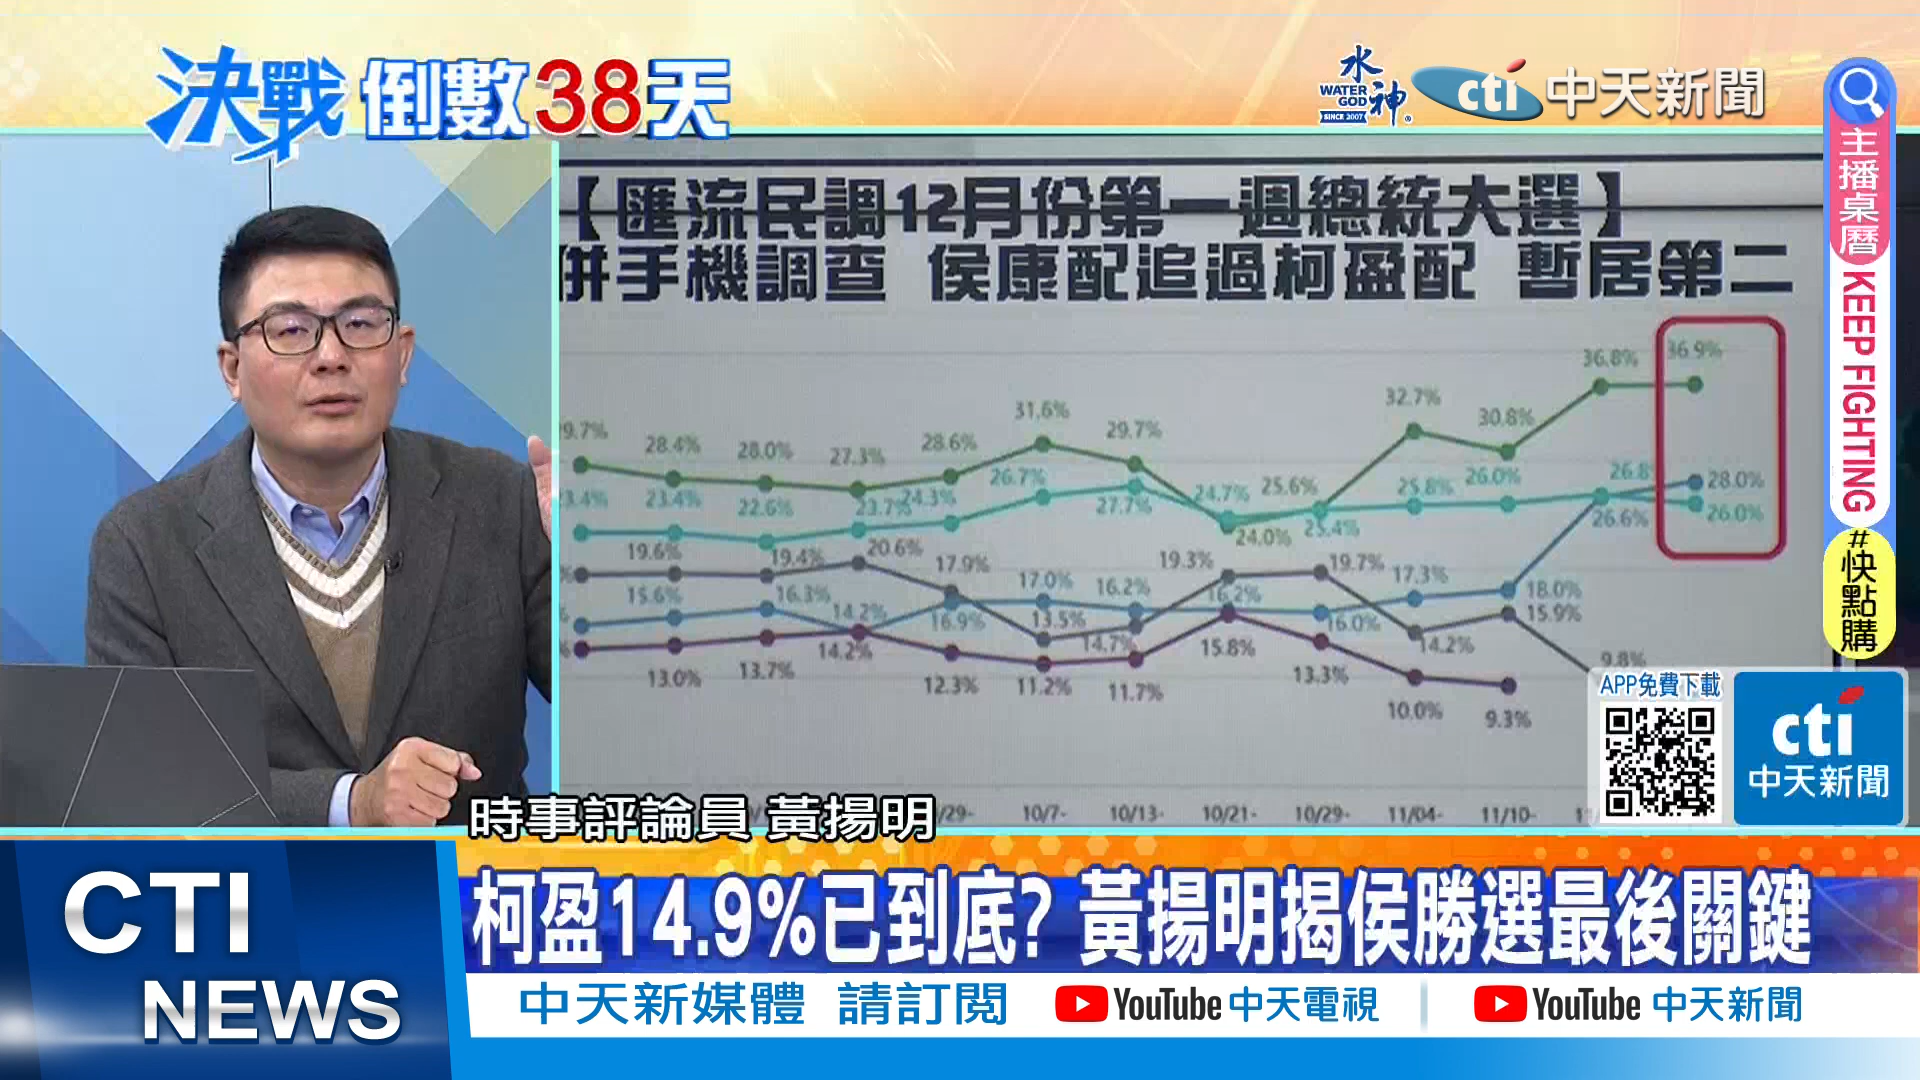 決戰倒數38天
水神
WATER GOD
SINCE 2007
cti 中天新聞
主播桌曆 KEEP FIGHTING
#快點購
【匯流民調12月份第一週總統大選】
併手機調查 侯康配追過柯盈配 暫居第二
36.8% 36.9%
32.7%
31.6%
30.8%
9.7% 28.4% 28.0% 27.3% 28.6% 29.7%
3.4% 23.4% 22.6% 23.7% 24.3% 26.7% 27.7% 24.7% 25.6% 25.8% 26.0% 26.8 28.0%
24.0% 25.4% 26.6% 26.0%
19.6% 19.4% 20.6% 17.9% 13.5% 14.7% 19.3% 19.7% 14.2% 15.9% 9.8%
15.6% 16.3% 14.2% 16.9% 17.0% 16.2% 16.2% 16.0% 17.3% 18.0%
13.0% 13.7% 14.2% 12.3% 11.2% 11.7% 15.8% 13.3% 10.0% 9.3%
/29- 10/7- 10/13- 10/21- 10/29- 11/04- 11/10-
APP免費下載
cti
中天新聞
時事評論員 黃揚明
柯盈14.9%已到底? 黃揚明揭侯勝選最後關鍵
CTI NEWS
中天新媒體 請訂閱 YouTube 中天電視 YouTube 中天新聞